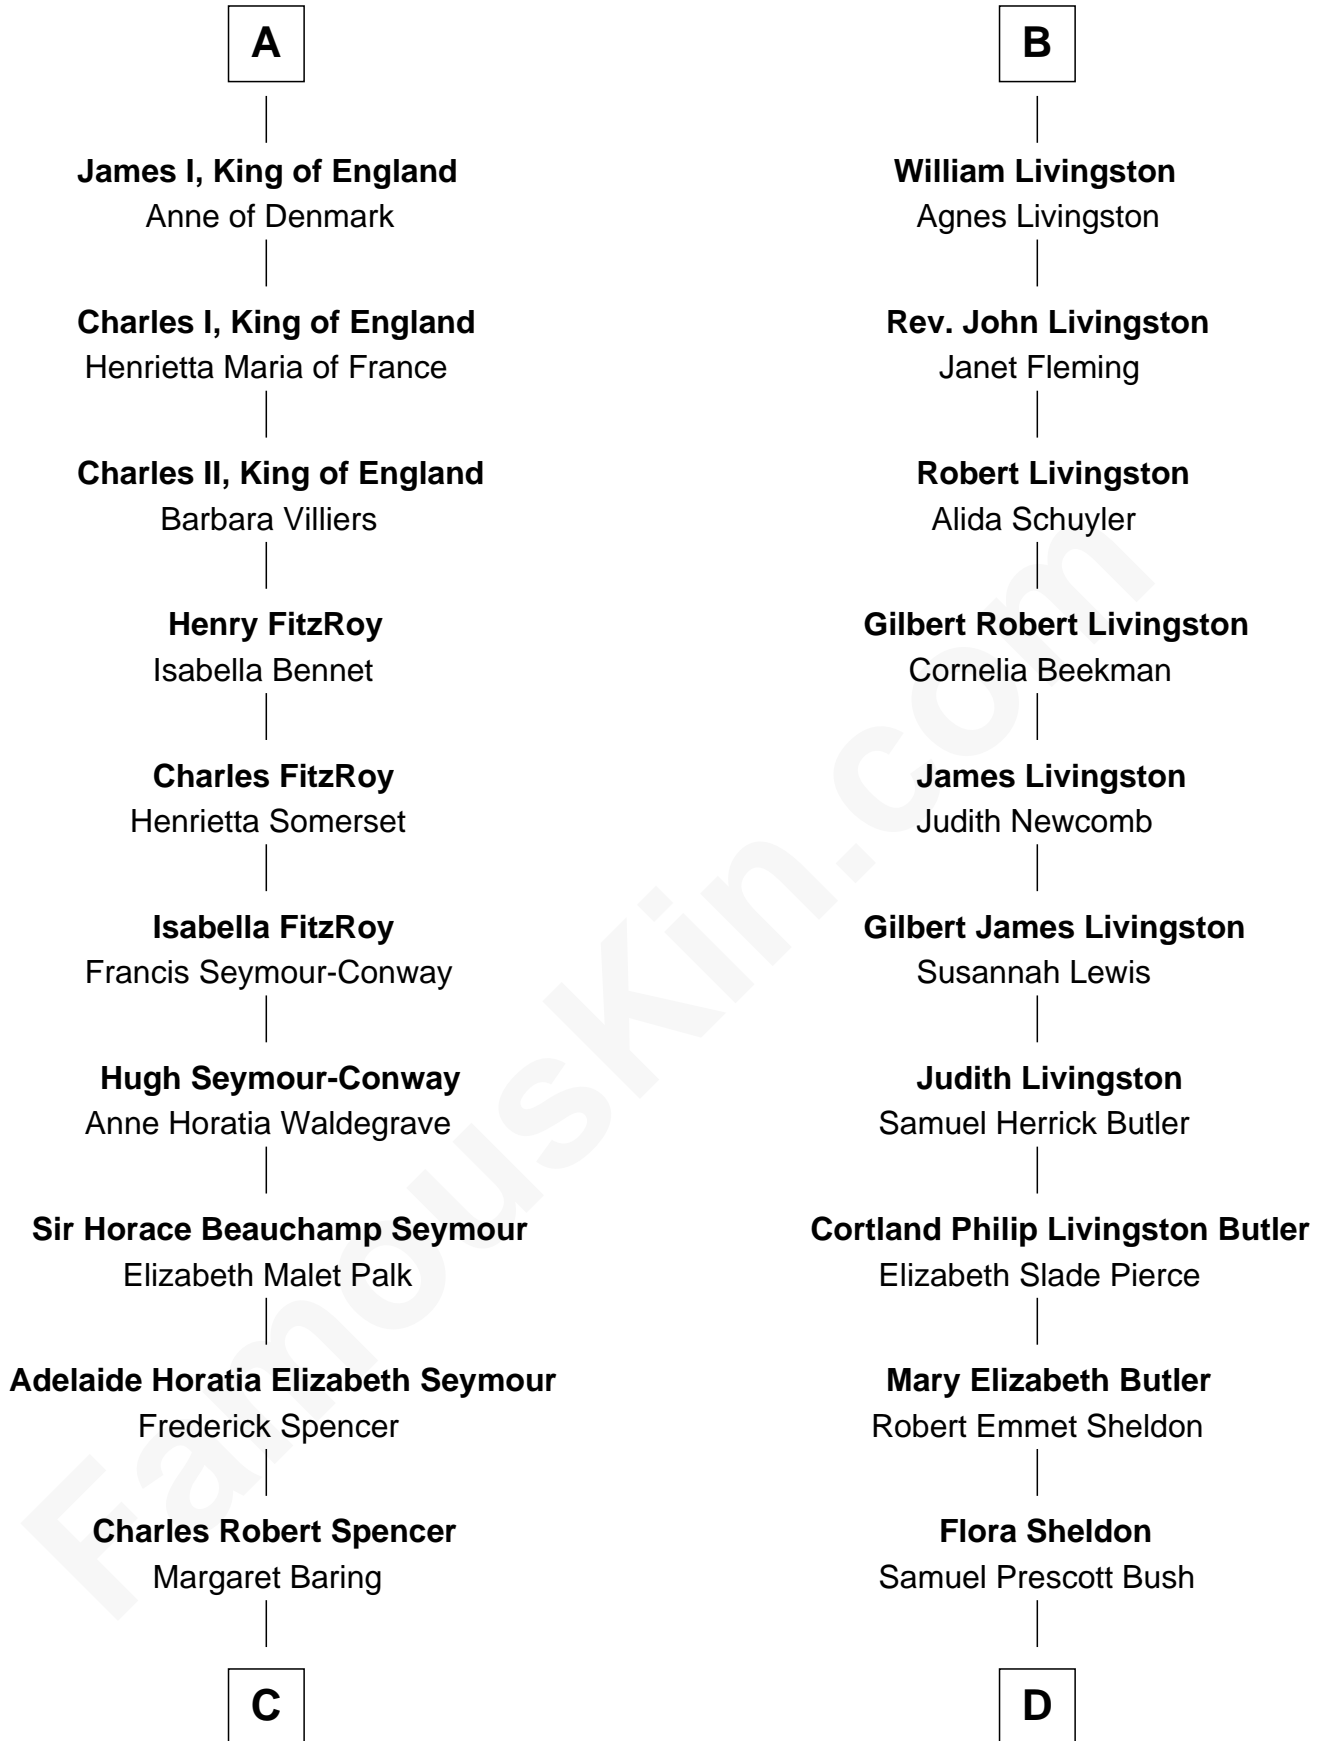 A
James I, King of England
Anne of Denmark
Charles I, King of England
Henrietta Maria of France
Charles II, King of England
Barbara Villiers
Henry FitzRoy
Isabella Bennet
Charles FitzRoy
Henrietta Somerset
Isabella FitzRoy
Francis Seymour-Conway
Hugh Seymour-Conway
Anne Horatia Waldegrave
Sir Horace Beauchamp Seymour
Elizabeth Malet Palk
Adelaide Horatia Elizabeth Seymour
Frederick Spencer
Charles Robert Spencer
Margaret Baring
C
B
William Livingston
Agnes Livingston
Rev. John Livingston
Janet Fleming
Robert Livingston
Alida Schuyler
Gilbert Robert Livingston
Cornelia Beekman
James Livingston
Judith Newcomb
Gilbert James Livingston
Susannah Lewis
Judith Livingston
Samuel Herrick Butler
Cortland Philip Livingston Butler
Elizabeth Slade Pierce
Mary Elizabeth Butler
Robert Emmet Sheldon
Flora Sheldon
Samuel Prescott Bush
D
FamousKin.com